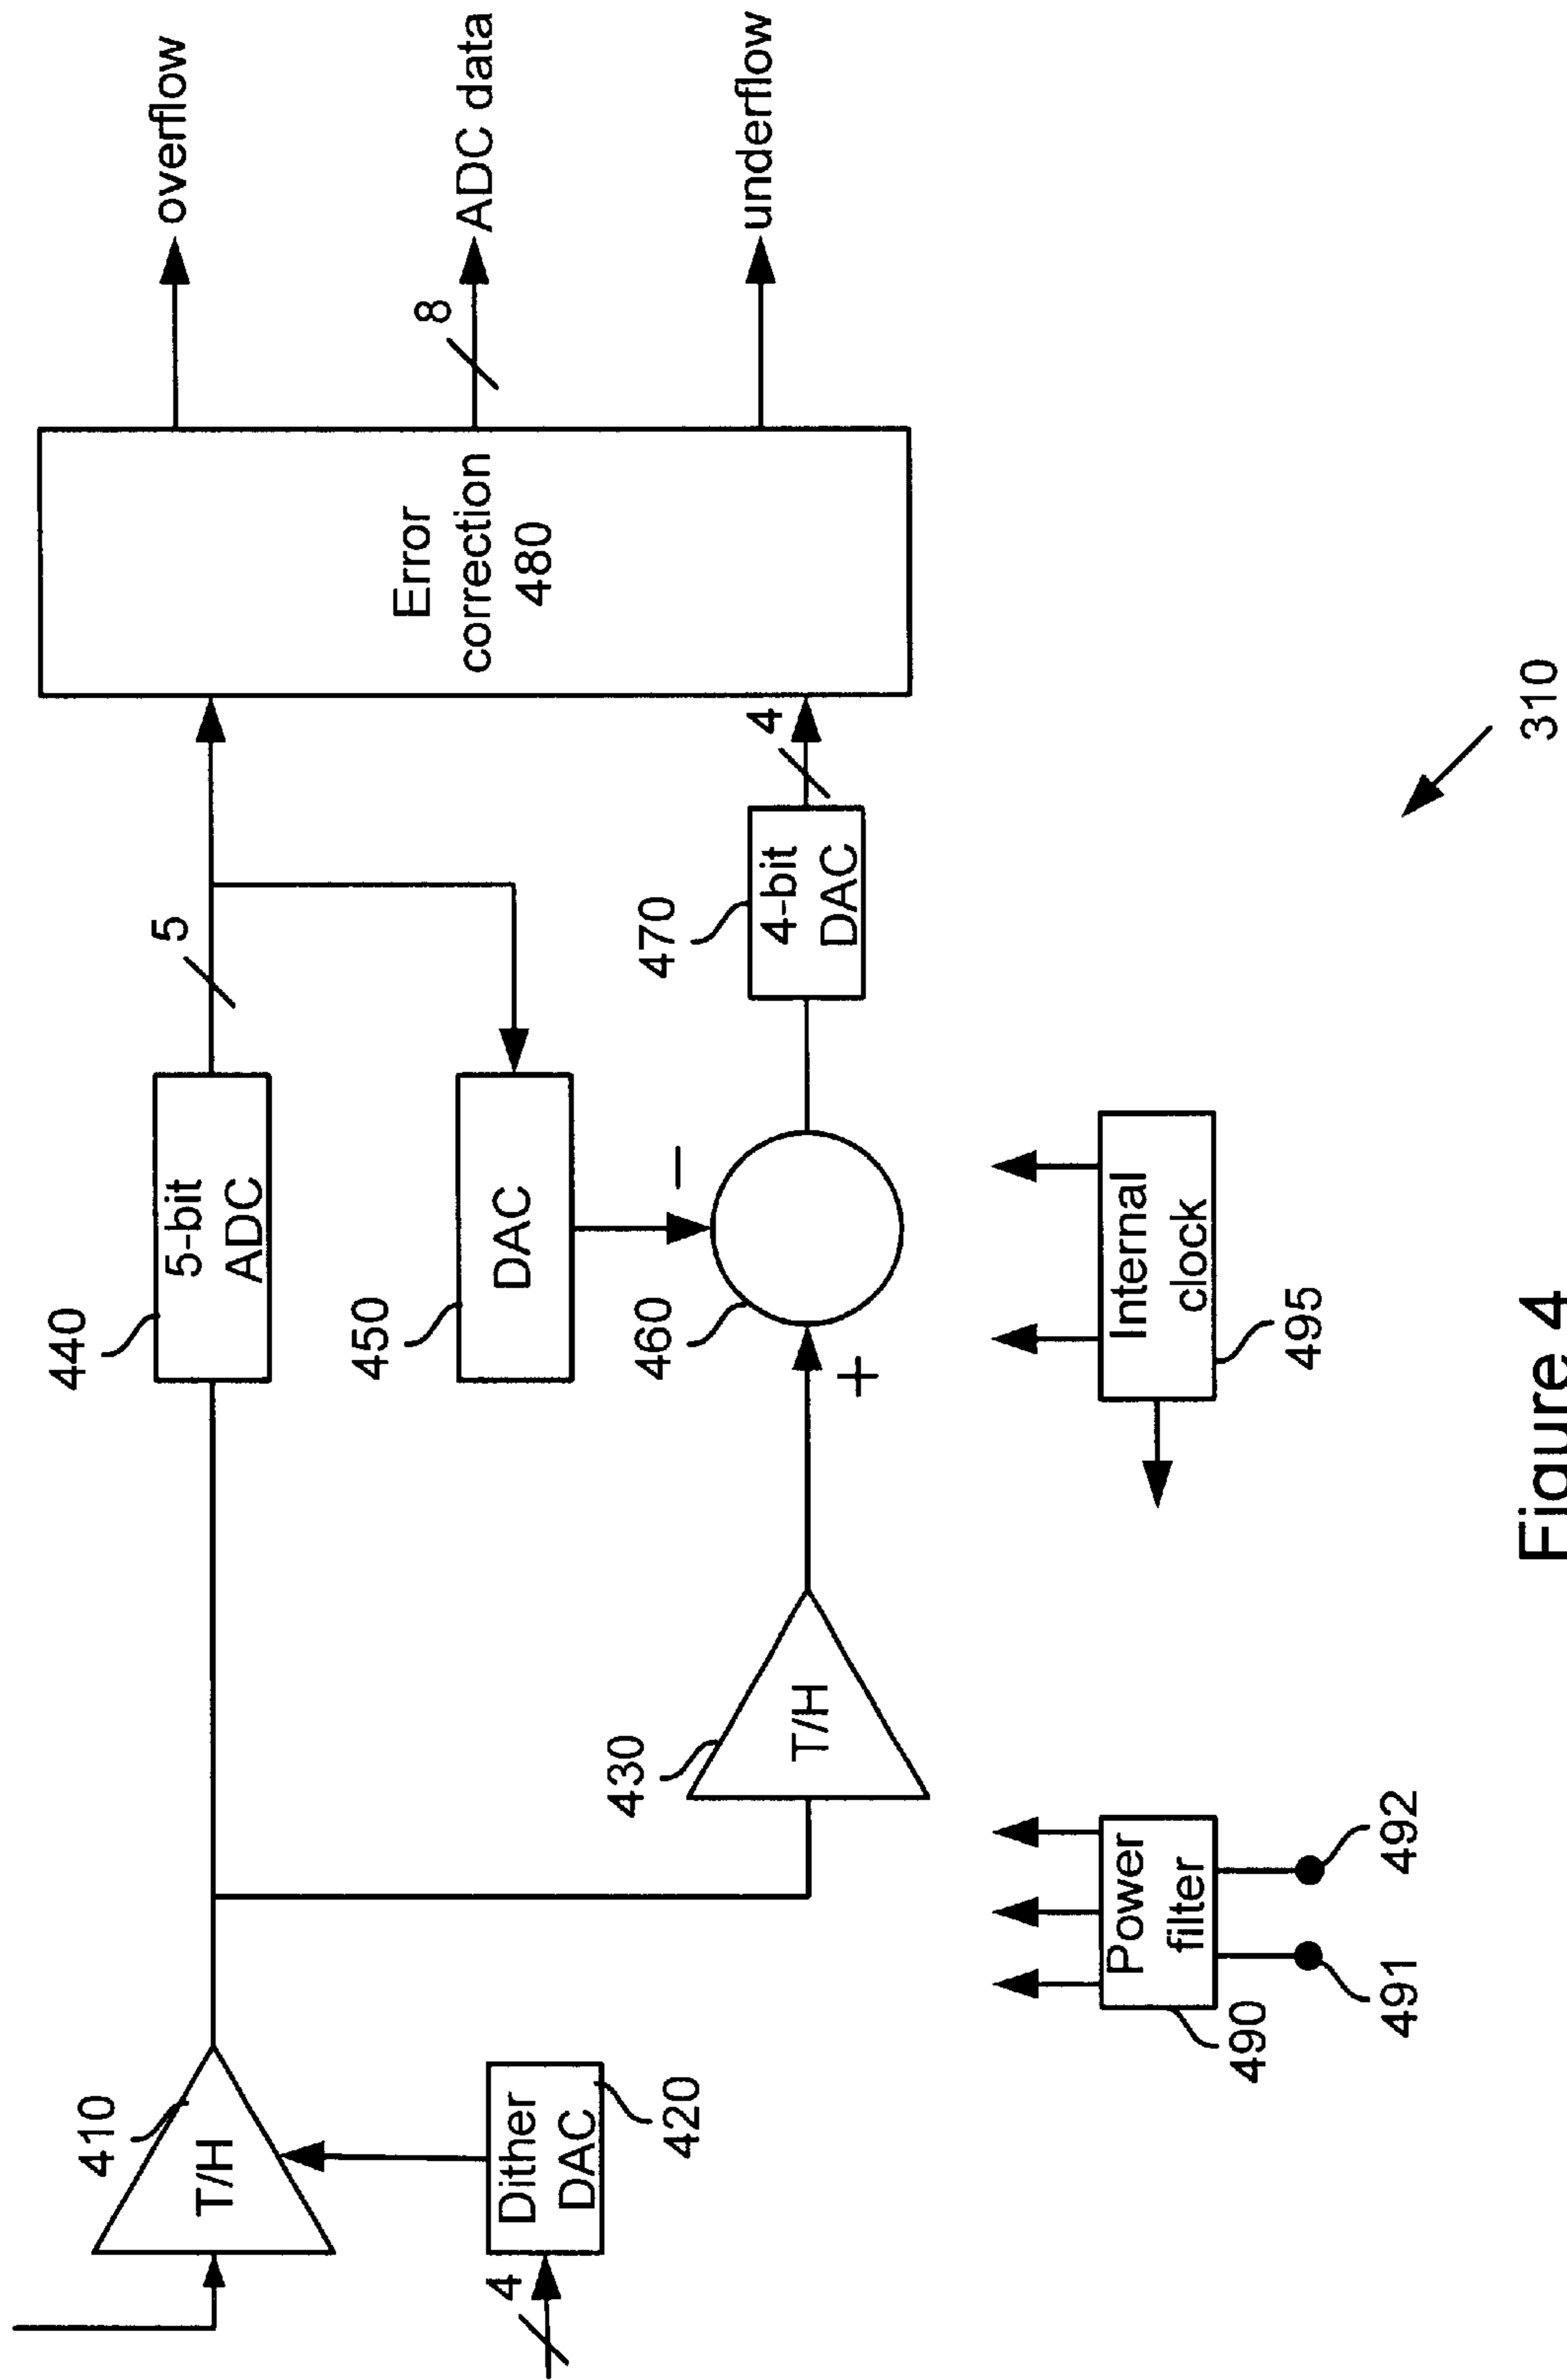 410
T/H
4
Dither
DAC
420
440
5-bit
ADC
5
450
DAC
430
T/H
+
460
−
470
4-bit
DAC
4
Error
correction
480
overflow
8
ADC data
underflow
Power
filter
490
491
492
Internal
clock
495
310
Figure 4